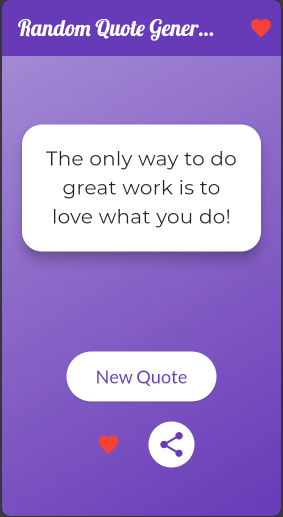 Random Quote Gener...
The only way to do
great work is to
love what you do!
New Quote